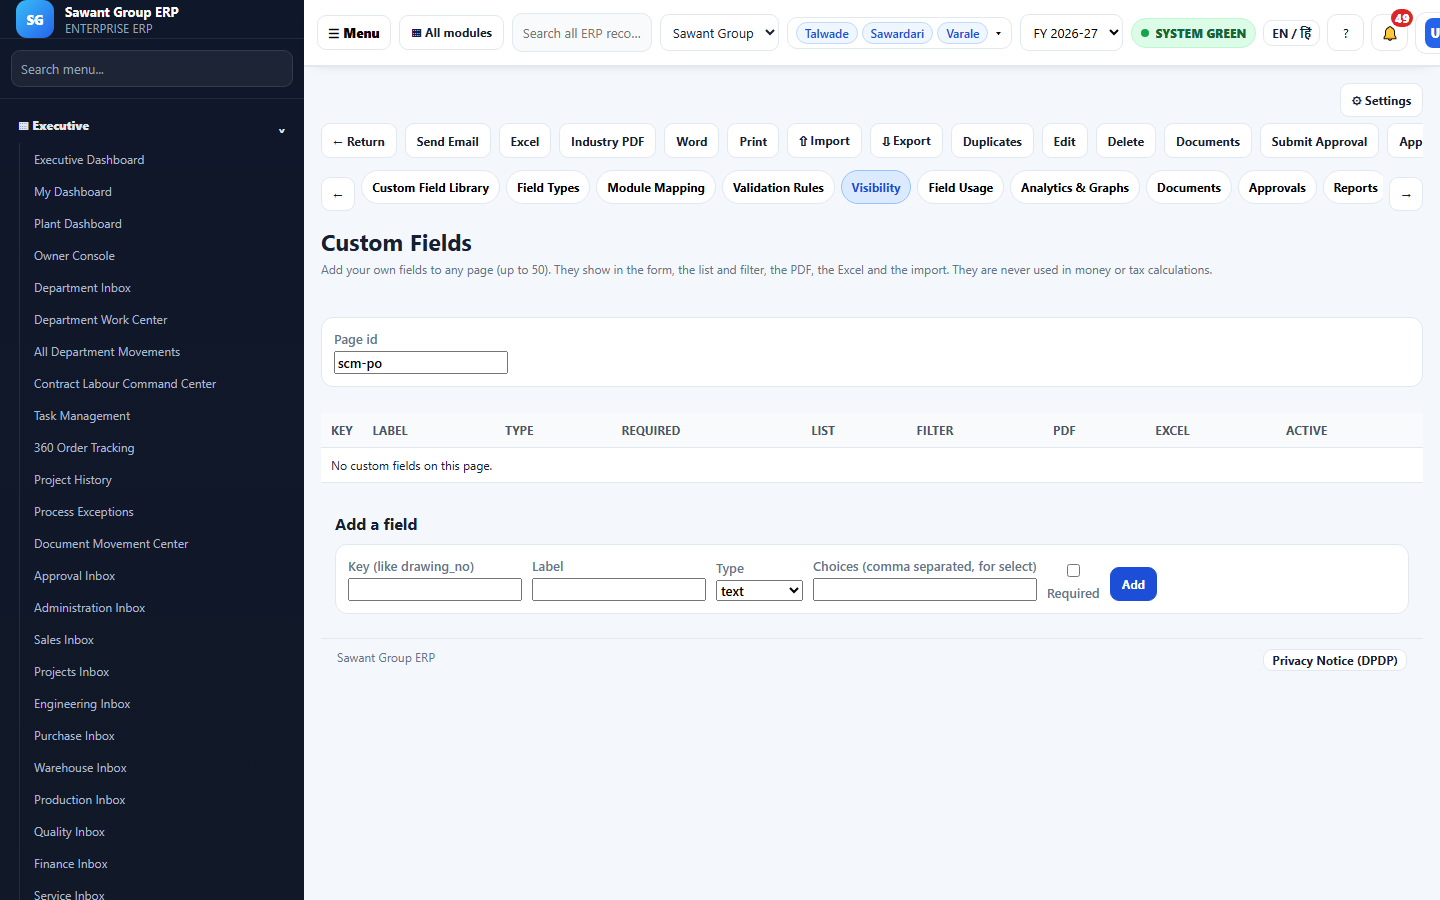 SG
Sawant Group ERP
ENTERPRISE ERP
Search menu...
Executive
Executive Dashboard
My Dashboard
Plant Dashboard
Owner Console
Department Inbox
Department Work Center
All Department Movements
Contract Labour Command Center
Task Management
360 Order Tracking
Project History
Process Exceptions
Document Movement Center
Approval Inbox
Administration Inbox
Sales Inbox
Projects Inbox
Engineering Inbox
Purchase Inbox
Warehouse Inbox
Production Inbox
Quality Inbox
Finance Inbox
Service Inbox
☰ Menu
All modules
Search all ERP reco...
Sawant Group
Talwade
Sawardari
Varale
FY 2026-27
SYSTEM GREEN
EN / हिं
?
49
U
⚙ Settings
← Return
Send Email
Excel
Industry PDF
Word
Print
⇧ Import
⇩ Export
Duplicates
Edit
Delete
Documents
Submit Approval
App
←
Custom Field Library
Field Types
Module Mapping
Validation Rules
Visibility
Field Usage
Analytics & Graphs
Documents
Approvals
Reports
→
Custom Fields
Add your own fields to any page (up to 50). They show in the form, the list and filter, the PDF, the Excel and the import. They are never used in money or tax calculations.
Page id
scm-po
KEY LABEL TYPE REQUIRED LIST FILTER PDF EXCEL ACTIVE
No custom fields on this page.
Add a field
Key (like drawing_no)
Label
Type
text
Choices (comma separated, for select)
Required
Add
Sawant Group ERP
Privacy Notice (DPDP)